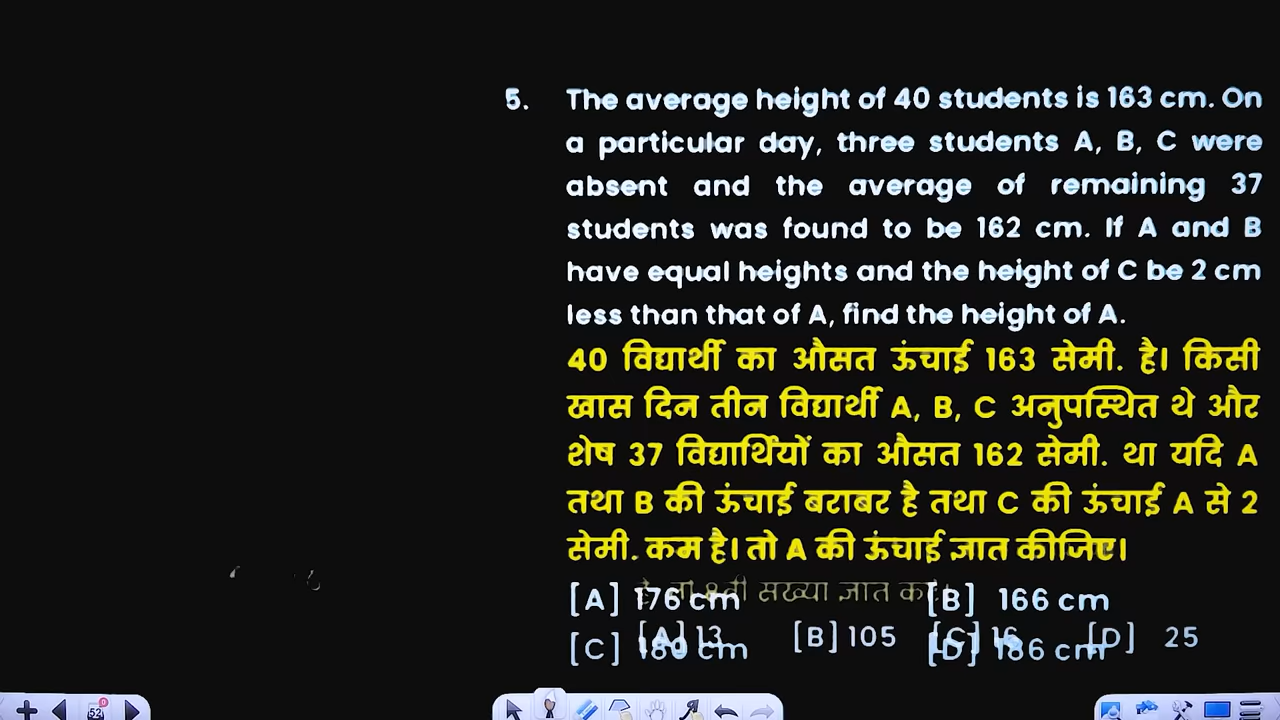 5. The average height of 40 students is 163 cm. On
a particular day, three students A, B, C were
absent and the average of remaining 37
students was found to be 162 cm. If A and B
have equal heights and the height of C be 2 cm
less than that of A, find the height of A.
40 विद्यार्थी का औसत ऊंचाई 163 सेमी. है। किसी
खास दिन तीन विद्यार्थी A, B, C अनुपस्थित थे और
शेष 37 विद्यार्थियों का औसत 162 सेमी. था यदि A
तथा B की ऊंचाई बराबर है तथा C की ऊंचाई A से 2
सेमी. कम है। तो A की ऊंचाई ज्ञात कीजिए।
सख्या ज्ञात
[A] 176 cm [B] 166 cm
[A] 13 [B] 105 [C] 16 [D] 25
[C] 180 cm [D] 186 cm
52